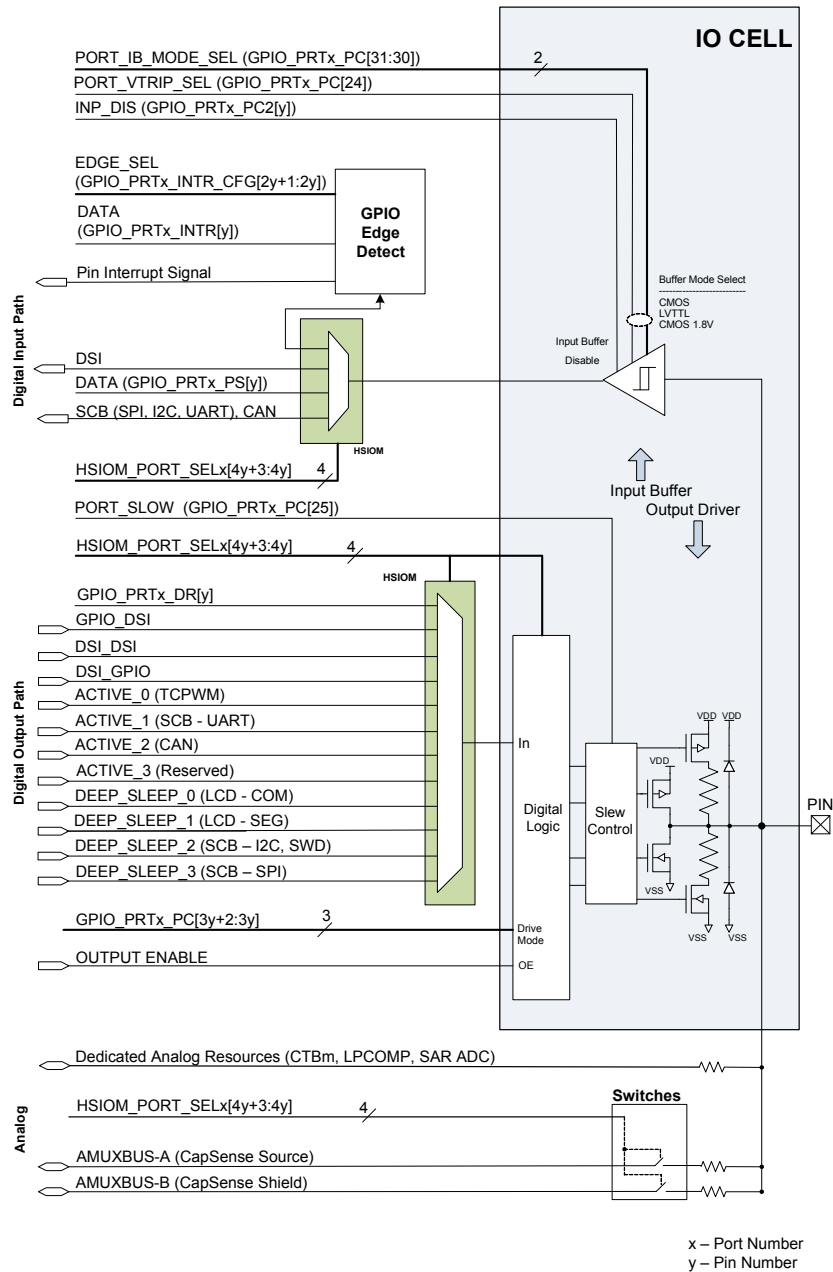 IO CELL
PORT_IB_MODE_SEL (GPIO_PRTx_PC[31:30])
2
PORT_VTRIP_SEL (GPIO_PRTx_PC[24])
INP_DIS (GPIO_PRTx_PC2[y])
EDGE_SEL
(GPIO_PRTx_INTR_CFG[2y+1:2y])
DATA
(GPIO_PRTx_INTR[y])
Pin Interrupt Signal
GPIO
Edge
Detect
Digital Input Path
DSI
DATA (GPIO_PRTx_PS[y])
SCB (SPI, I2C, UART), CAN
HSIOM
HSIOM_PORT_SELx[4y+3:4y]
4
Buffer Mode Select
CMOS
LVTTL
CMOS 1.8V
Input Buffer
Disable
Input Buffer
Output Driver
PORT_SLOW (GPIO_PRTx_PC[25])
HSIOM_PORT_SELx[4y+3:4y]
4
HSIOM
Digital Output Path
GPIO_PRTx_DR[y]
GPIO_DSI
DSI_DSI
DSI_GPIO
ACTIVE_0 (TCPWM)
ACTIVE_1 (SCB - UART)
ACTIVE_2 (CAN)
ACTIVE_3 (Reserved)
DEEP_SLEEP_0 (LCD - COM)
DEEP_SLEEP_1 (LCD - SEG)
DEEP_SLEEP_2 (SCB – I2C, SWD)
DEEP_SLEEP_3 (SCB – SPI)
GPIO_PRTx_PC[3y+2:3y]
3
OUTPUT ENABLE
In
Digital
Logic
Drive
Mode
OE
Slew
Control
VDD
VDD
VDD
VSS
VSS
VSS
PIN
Analog
Dedicated Analog Resources (CTBm, LPCOMP, SAR ADC)
HSIOM_PORT_SELx[4y+3:4y]
4
Switches
AMUXBUS-A (CapSense Source)
AMUXBUS-B (CapSense Shield)
x – Port Number
y – Pin Number